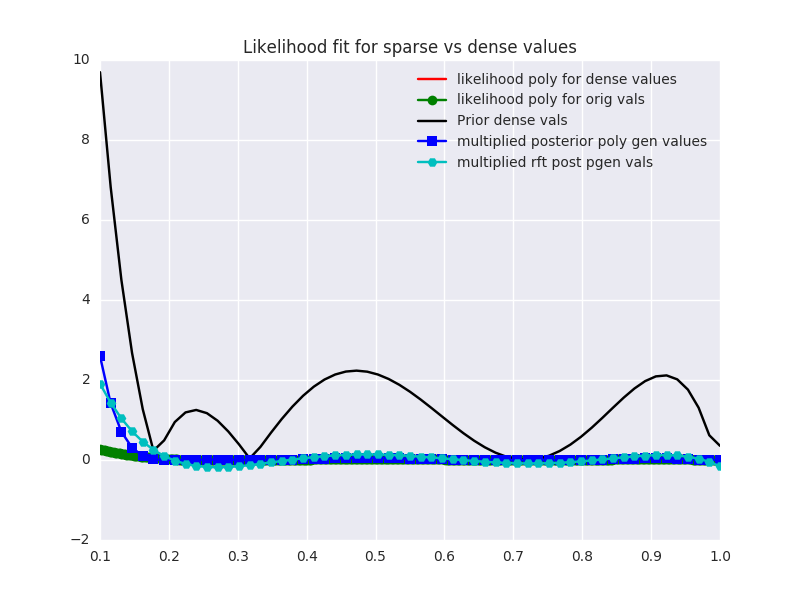 Likelihood fit for sparse vs dense values
10
8
6
4
2
0
−2
0.1
0.2
0.3
0.4
0.5
0.6
0.7
0.8
0.9
1.0
likelihood poly for dense values
likelihood poly for orig vals
Prior dense vals
multiplied posterior poly gen values
multiplied rft post pgen vals